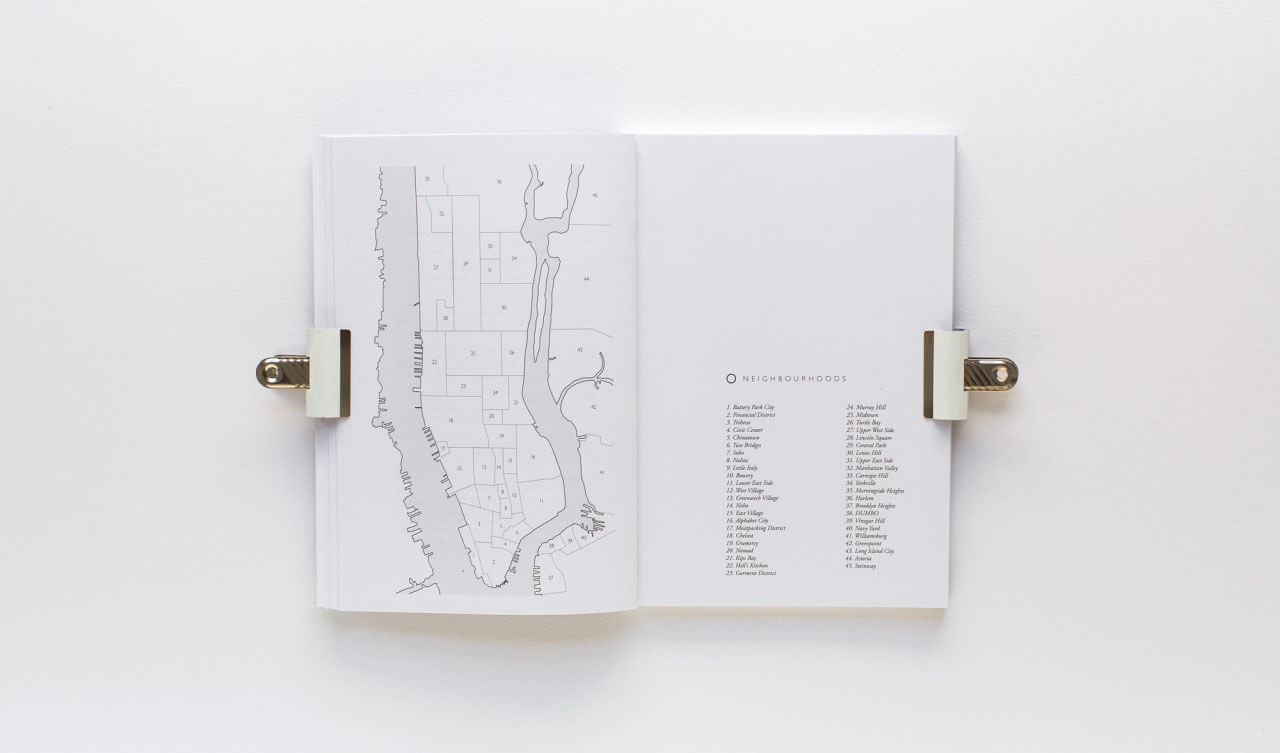 35
36
45
32
33
34
27
29
31
44
30
28
22
25
26
43
23
24
21
42
20
18
19
17
12
13
14
15
16
41
7
8
10
11
9
3
5
6
4
38
39
40
2
37
NEIGHBOURHOODS
1. Battery Park City
2. Financial District
3. Tribeca
4. Civic Center
5. Chinatown
6. Two Bridges
7. Soho
8. Nolita
9. Little Italy
10. Bowery
11. Lower East Side
12. West Village
13. Greenwich Village
14. Noho
15. East Village
16. Alphabet City
17. Meatpacking District
18. Chelsea
19. Gramercy
20. Nomad
21. Kips Bay
22. Hell's Kitchen
23. Garment District
24. Murray Hill
25. Midtown
26. Turtle Bay
27. Upper West Side
28. Lincoln Square
29. Central Park
30. Lenox Hill
31. Upper East Side
32. Manhattan Valley
33. Carnegie Hill
34. Yorkville
35. Morningside Heights
36. Harlem
37. Brooklyn Heights
38. DUMBO
39. Vinegar Hill
40. Navy Yard
41. Williamsburg
42. Greenpoint
43. Long Island City
44. Astoria
45. Steinway